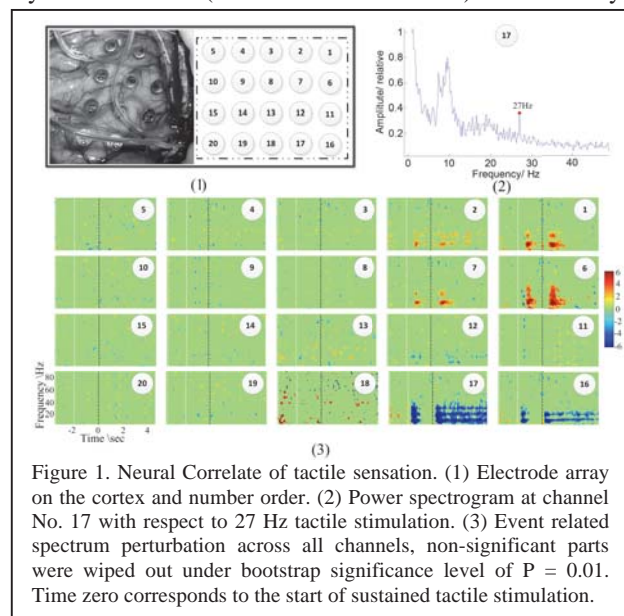 5 4 3 2 1
10 9 8 7 6
15 14 13 12 11
20 19 18 17 16
(1)
Amplitude/ relative
1
0.8
0.6
0.4
0.2
17
27Hz
0 10 20 40
Frequency/ Hz
(2)
5 4 3 2 1
10 9 8 7 6
15 14 13 12 11
20 19 18 17 16
6
4
2
0
-2
-4
-6
Frequency \Hz
80
60
40
20
-2 0 2 4
Time \sec
(3)
Figure 1. Neural Correlate of tactile sensation. (1) Electrode array
on the cortex and number order. (2) Power spectrogram at channel
No. 17 with respect to 27 Hz tactile stimulation. (3) Event related
spectrum perturbation across all channels, non-significant parts
were wiped out under bootstrap significance level of P = 0.01.
Time zero corresponds to the start of sustained tactile stimulation.